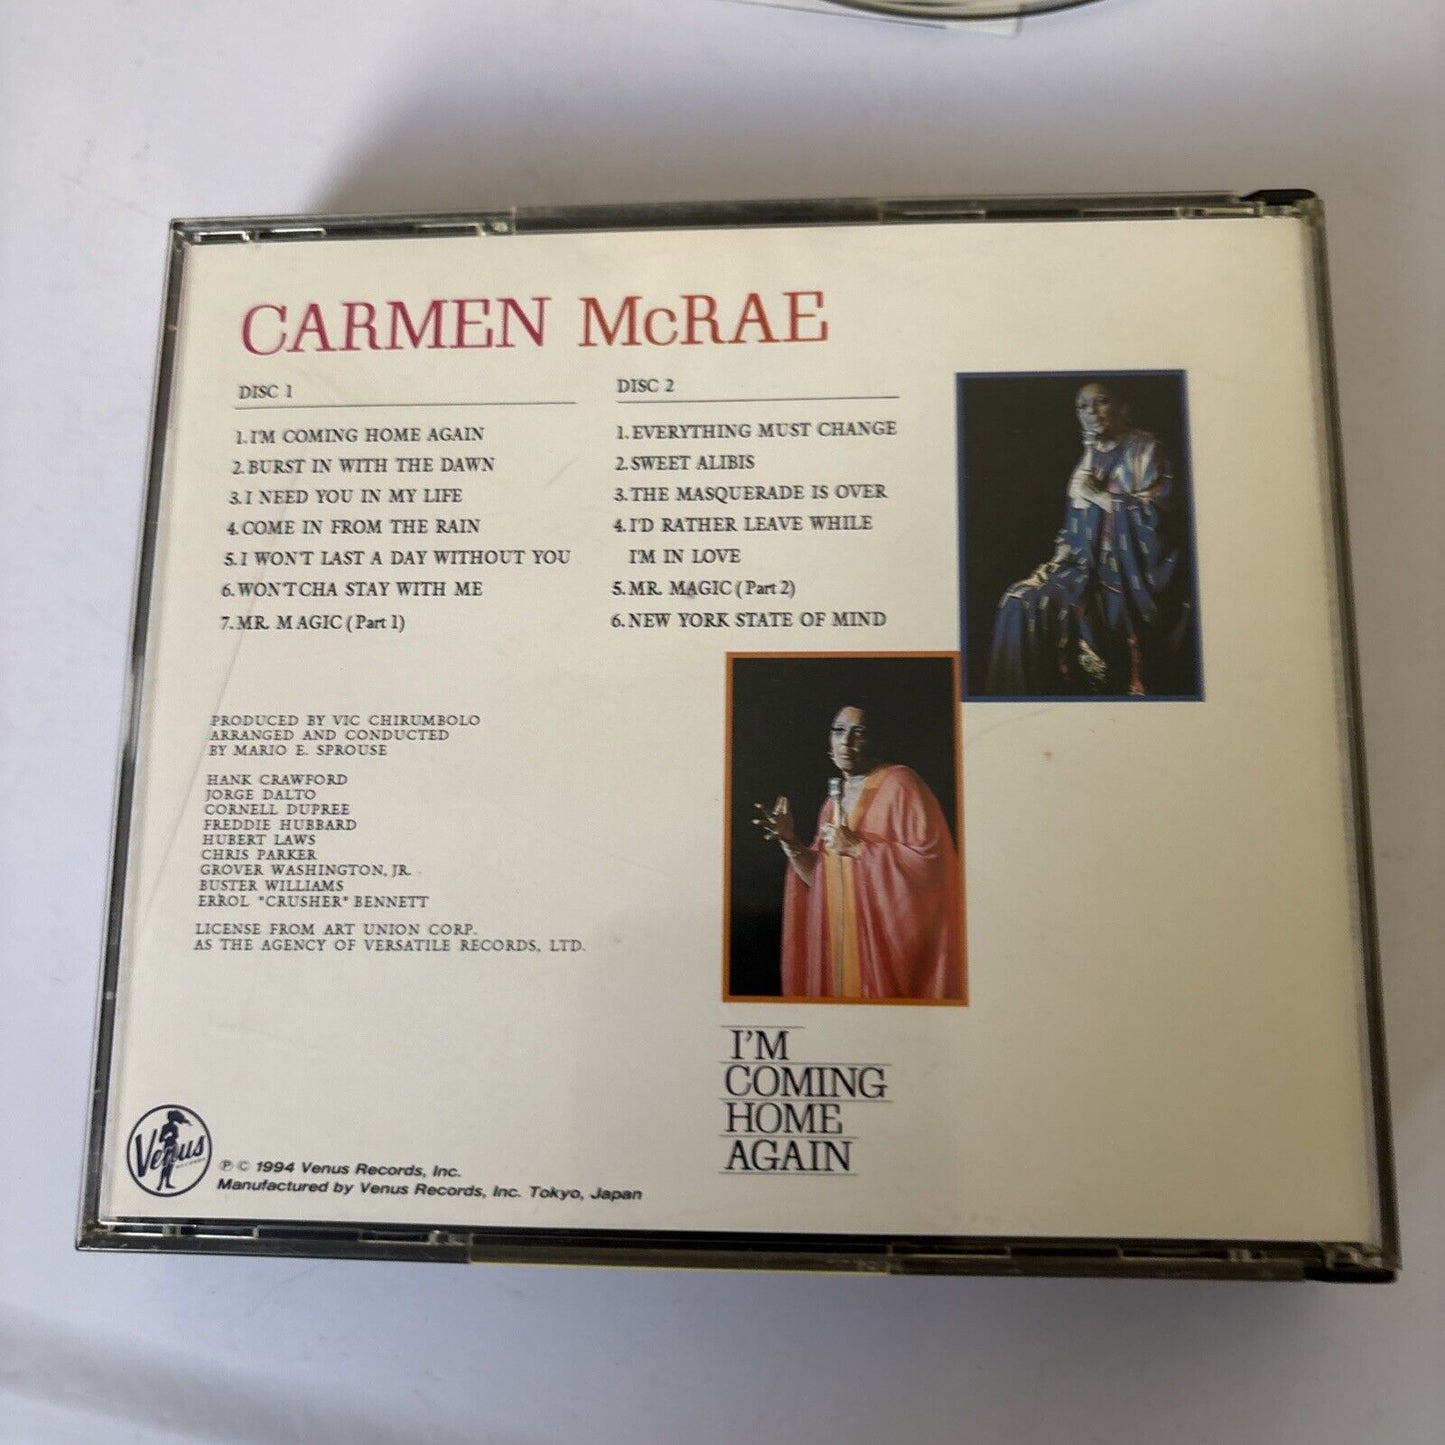 CARMEN McRAE
DISC 1
1. I'M COMING HOME AGAIN
2. BURST IN WITH THE DAWN
3. I NEED YOU IN MY LIFE
4. COME IN FROM THE RAIN
5. I WON'T LAST A DAY WITHOUT YOU
6. WON'TCHA STAY WITH ME
7. MR. MAGIC (Part 1)
DISC 2
1. EVERYTHING MUST CHANGE
2. SWEET ALIBIS
3. THE MASQUERADE IS OVER
4. I'D RATHER LEAVE WHILE
I'M IN LOVE
5. MR. MAGIC (Part 2)
6. NEW YORK STATE OF MIND
PRODUCED BY VIC CHIRUMBOLO
ARRANGED AND CONDUCTED
BY MARIO E. SPROUSE
HANK CRAWFORD
JORGE DALTO
CORNELL DUPREE
FREDDIE HUBBARD
HUBERT LAWS
CHRIS PARKER
GROVER WASHINGTON, JR.
BUSTER WILLIAMS
ERROL "CRUSHER" BENNETT
LICENSE FROM ART UNION CORP.
AS THE AGENCY OF VERSATILE RECORDS, LTD.
I'M
COMING
HOME
AGAIN
Venus
℗ © 1994 Venus Records, Inc.
Manufactured by Venus Records, Inc. Tokyo, Japan